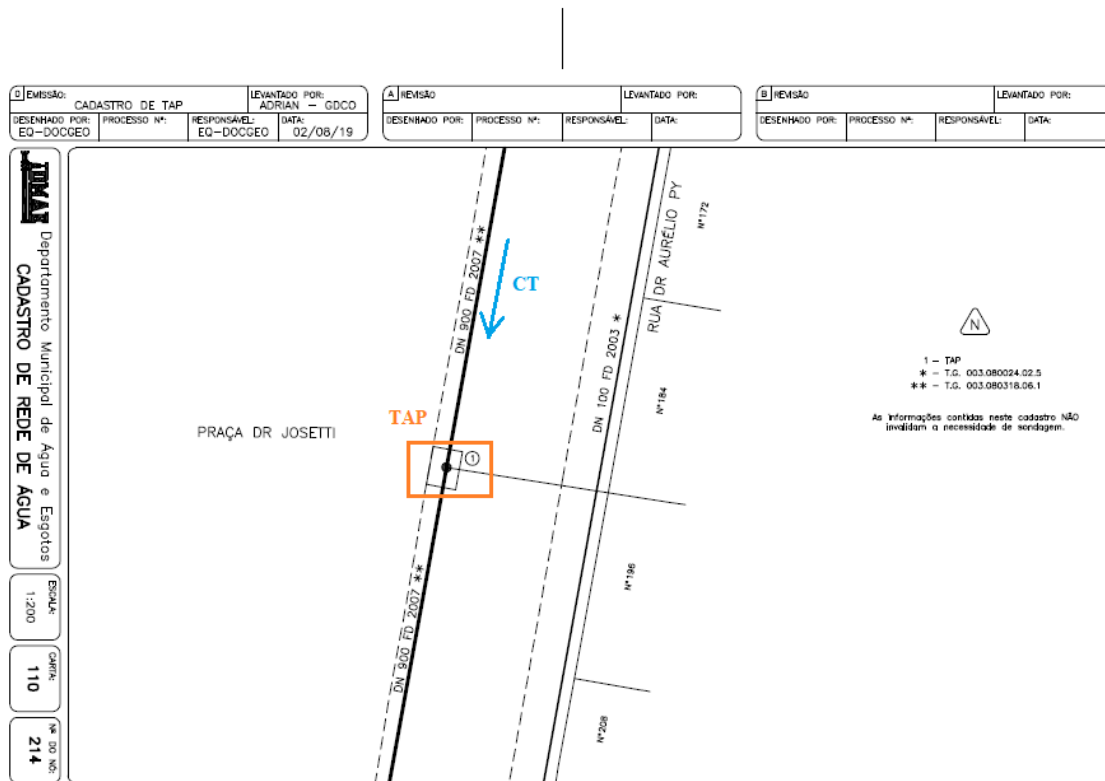 0 EMISSÃO:
CADASTRO DE TAP
LEVANTADO POR:
ADRIAN - GDCO
DESENHADO POR:
EQ-DOCGEO
PROCESSO Nº:
RESPONSÁVEL:
EQ-DOCGEO
DATA:
02/08/19
A REVISÃO
LEVANTADO POR:
DESENHADO POR:
PROCESSO Nº:
RESPONSÁVEL:
DATA:
B REVISÃO
LEVANTADO POR:
DESENHADO POR:
PROCESSO Nº:
RESPONSÁVEL:
DATA:
DMAE
Departamento Municipal de Água e Esgotos
CADASTRO DE REDE DE ÁGUA
ESCALA:
1:200
CARTA:
110
Nº DO NÓ:
214
DN 900 FD 2007 **
CT
RUA DR AURÉLIO PY
Nº172
DN 100 FD 2003 *
Nº184
TAP
PRAÇA DR JOSETTI
1
DN 900 FD 2007 **
Nº196
Nº208
N
1 - TAP
* - T.G. 003.080024.02.5
** - T.G. 003.080318.06.1
As informações contidas neste cadastro NÃO
invalidam a necessidade de sondagem.